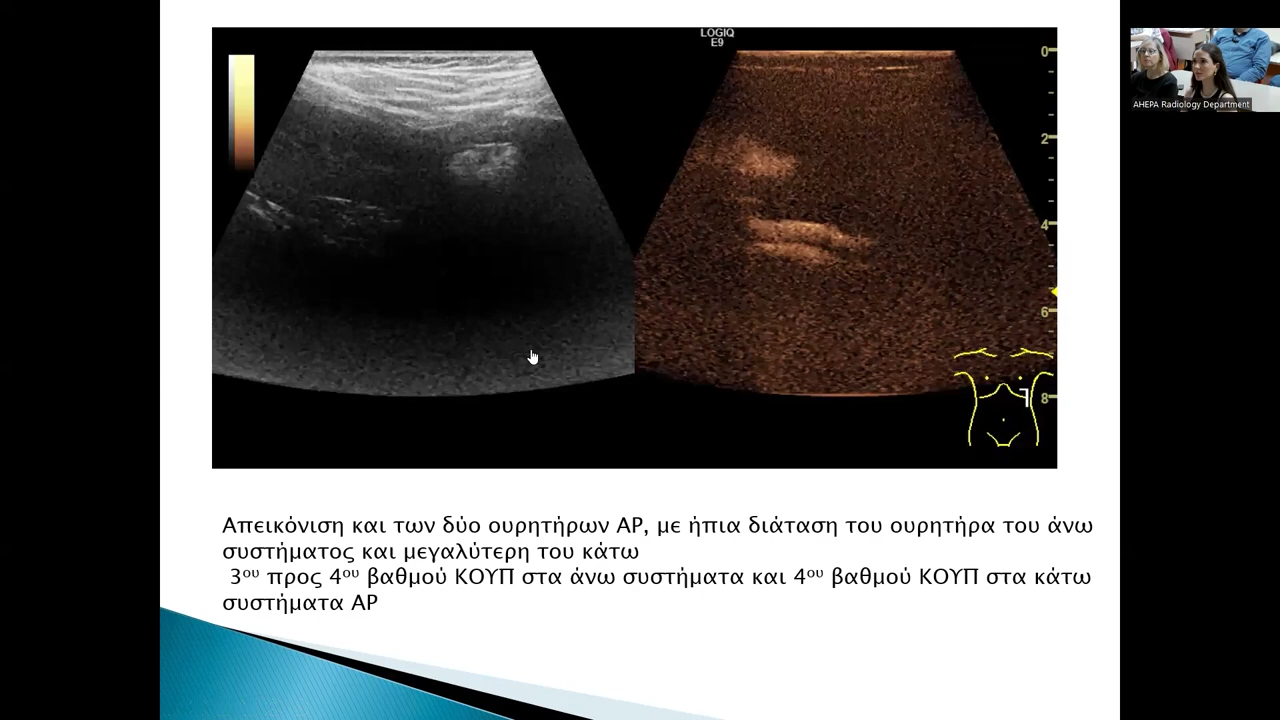 LOGIQ
E9
0
2
4
6
8
AHEPA Radiology Department
Απεικόνιση και των δύο ουρητήρων ΑΡ, με ήπια διάταση του ουρητήρα του άνω
συστήματος και μεγαλύτερη του κάτω
3ου προς 4ου βαθμού ΚΟΥΠ στα άνω συστήματα και 4ου βαθμού ΚΟΥΠ στα κάτω
συστήματα ΑΡ